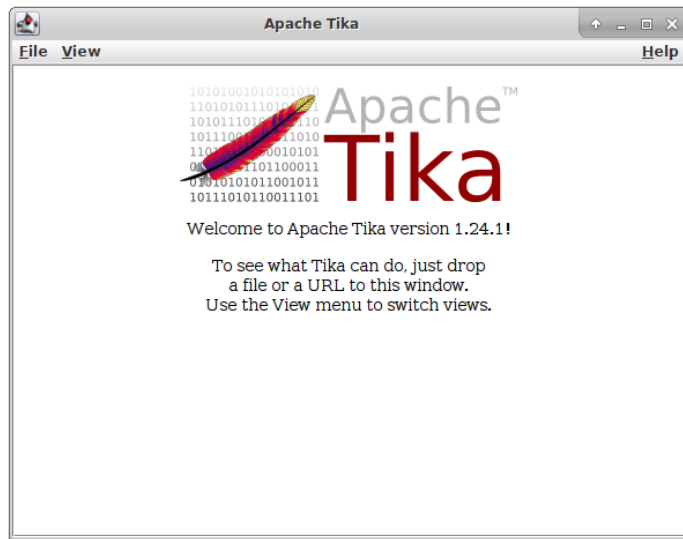 Apache Tika
File View Help
Apache™
Tika
Welcome to Apache Tika version 1.24.1!
To see what Tika can do, just drop
a file or a URL to this window.
Use the View menu to switch views.